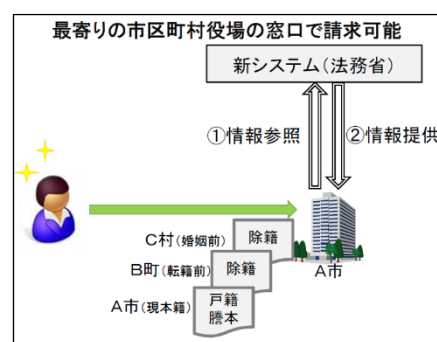 最寄りの市区町村役場の窓口で請求可能
新システム（法務省）
①情報参照
②情報提供
C村（婚姻前）
除籍
B町（転籍前）
除籍
A市
A市（現本籍）
戸籍
謄本